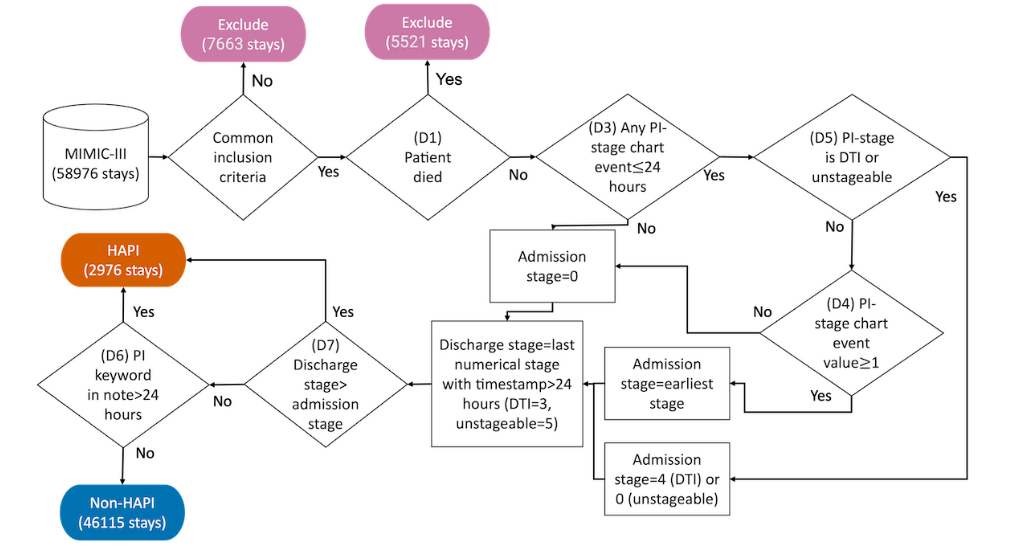 Exclude
(7663 stays)
Exclude
(5521 stays)
No
Yes
MIMIC-III
(58976 stays)
Common
inclusion
criteria
Yes
(D1)
Patient
died
No
(D3) Any PI-
stage chart
event≤24
hours
Yes
No
(D5) PI-stage
is DTI or
unstageable
Yes
No
HAPI
(2976 stays)
Admission
stage=0
(D4) PI-
stage chart
event
value≥1
No
Yes
Yes
Yes
(D6) PI
keyword
in note>24
hours
No
No
(D7)
Discharge
stage>
admission
stage
Discharge stage=last
numerical stage
with timestamp>24
hours (DTI=3,
unstageable=5)
Admission
stage=earliest
stage
Admission
stage=4 (DTI) or
0 (unstageable)
Non-HAPI
(46115 stays)